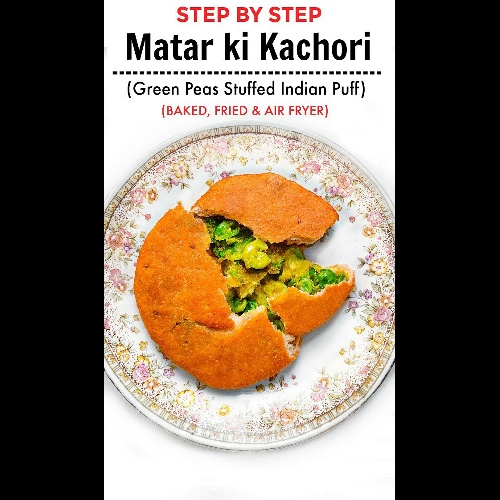 STEP BY STEP
Matar ki Kachori
(Green Peas Stuffed Indian Puff)
(BAKED, FRIED & AIR FRYER)